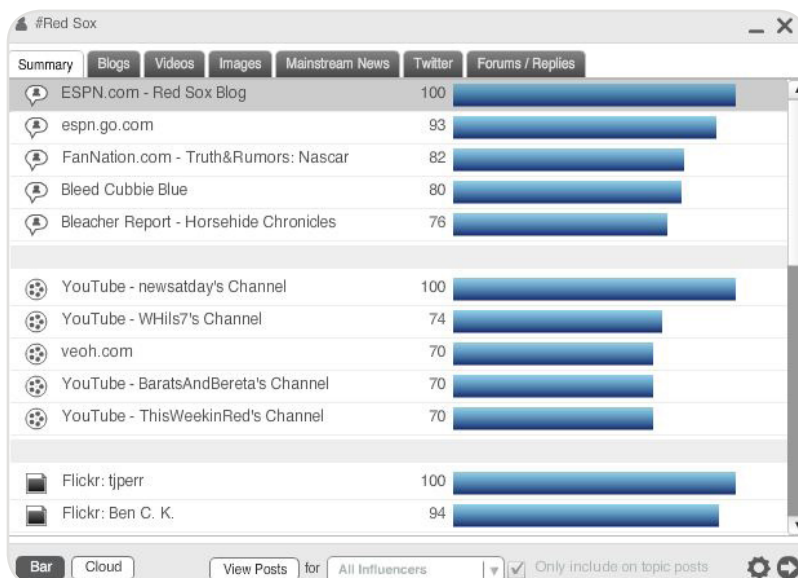 #Red Sox
Summary Blogs Videos Images Mainstream News Twitter Forums / Replies
ESPN.com - Red Sox Blog 100
espn.go.com 93
FanNation.com - Truth&Rumors: Nascar 82
Bleed Cubbie Blue 80
Bleacher Report - Horsehide Chronicles 76
YouTube - newsatday's Channel 100
YouTube - WHils7's Channel 74
veoh.com 70
YouTube - BaratsAndBereta's Channel 70
YouTube - ThisWeekinRed's Channel 70
Flickr: tjperr 100
Flickr: Ben C. K. 94
Bar Cloud View Posts for All Influencers Only include on topic posts